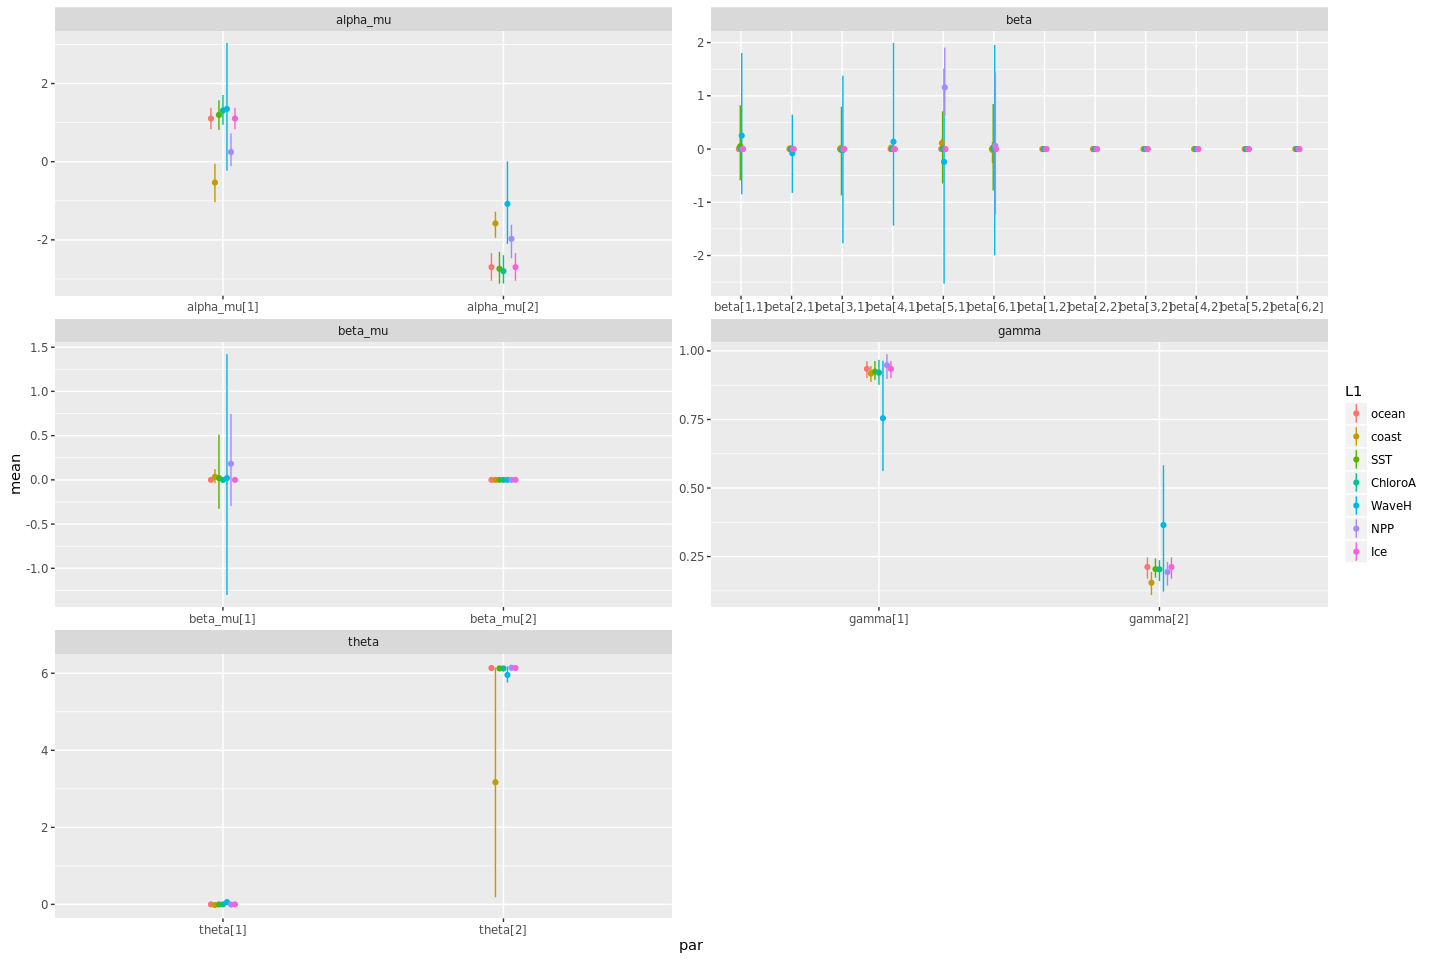 alpha_mu
2
0
-2
alpha_mu[1] alpha_mu[2]
beta
2
1
0
-1
-2
beta[1,1] beta[2,1] beta[3,1] beta[4,1] beta[5,1] beta[6,1] beta[1,2] beta[2,2] beta[3,2] beta[4,2] beta[5,2] beta[6,2]
beta_mu
1.5
1.0
0.5
0.0
-0.5
-1.0
beta_mu[1] beta_mu[2]
gamma
1.00
0.75
0.50
0.25
gamma[1] gamma[2]
theta
6
4
2
0
theta[1] theta[2]
mean
par
L1
ocean
coast
SST
ChloroA
WaveH
NPP
Ice